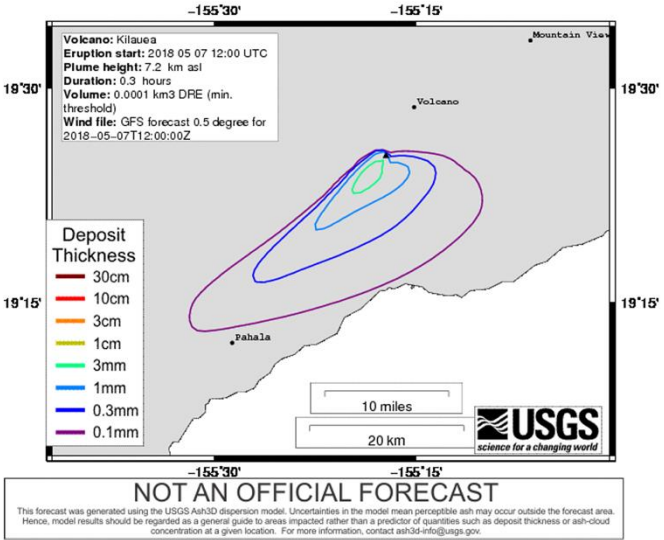 −155˚30' −155˚15'
Volcano: Kilauea
Eruption start: 2018 05 07 12:00 UTC
Plume height: 7.2 km asl
Duration: 0.3 hours
Volume: 0.0001 km3 DRE (min.
threshold)
Wind file: GFS forecast 0.5 degree for
2018−05−07T12:00:00Z
Mountain View
19˚30' 19˚30'
Volcano
Deposit
Thickness
30cm
10cm
3cm
1cm
3mm
1mm
0.3mm
0.1mm
19˚15' 19˚15'
Pahala
10 miles
20 km
USGS
science for a changing world
−155˚30' −155˚15'
NOT AN OFFICIAL FORECAST
This forecast was generated using the USGS Ash3D dispersion model. Uncertainties in the model mean perceptible ash may occur outside the forecast area.
Hence, model results should be regarded as a general guide to areas impacted rather than a predictor of quantities such as deposit thickness or ash-cloud
concentration at a given location. For more information, contact ash3d-info@usgs.gov.